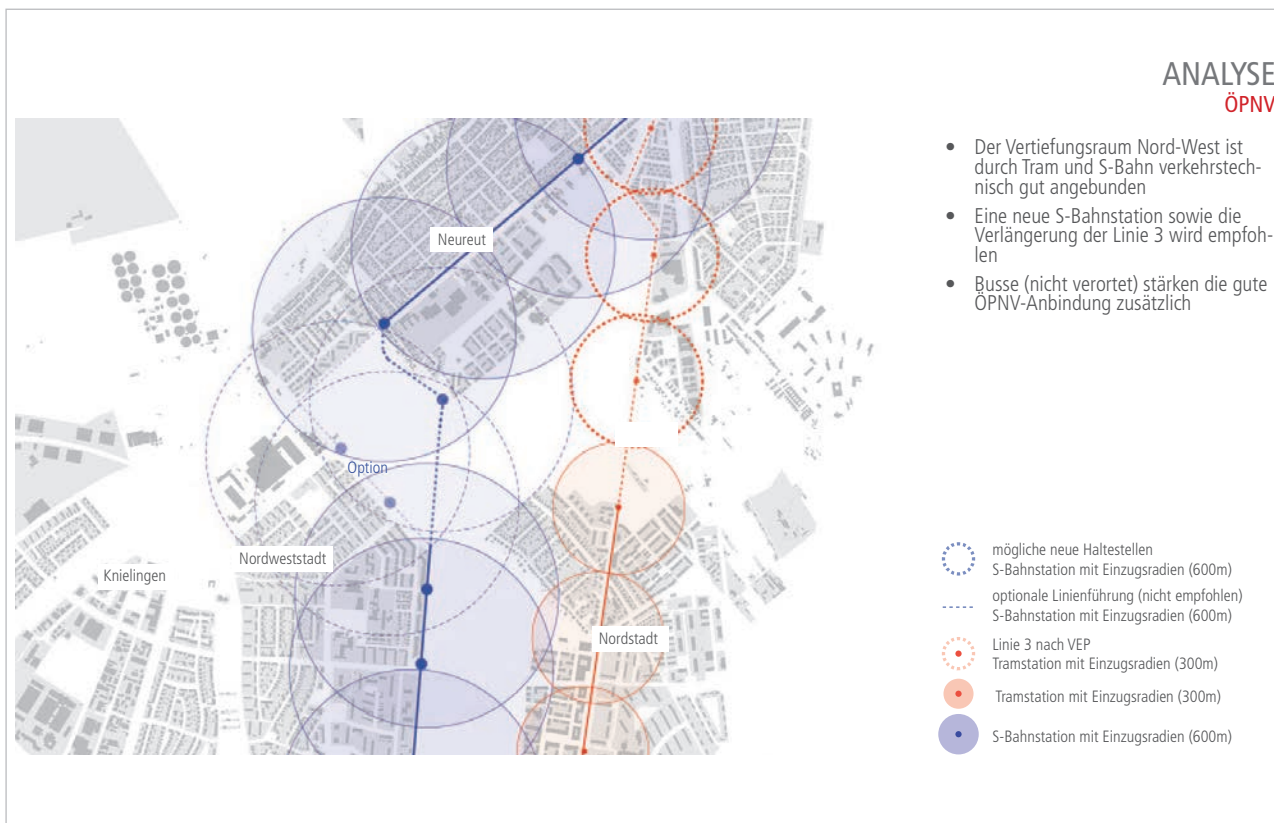 ANALYSE
ÖPNV
• Der Vertiefungsraum Nord-West ist
durch Tram und S-Bahn verkehrstech-
nisch gut angebunden
• Eine neue S-Bahnstation sowie die
Verlängerung der Linie 3 wird empfoh-
len
• Busse (nicht verortet) stärken die gute
ÖPNV-Anbindung zusätzlich
Neureut
Option
Nordweststadt
Knielingen
Nordstadt
mögliche neue Haltestellen
S-Bahnstation mit Einzugsradien (600m)
optionale Linienführung (nicht empfohlen)
S-Bahnstation mit Einzugsradien (600m)
Linie 3 nach VEP
Tramstation mit Einzugsradien (300m)
Tramstation mit Einzugsradien (300m)
S-Bahnstation mit Einzugsradien (600m)